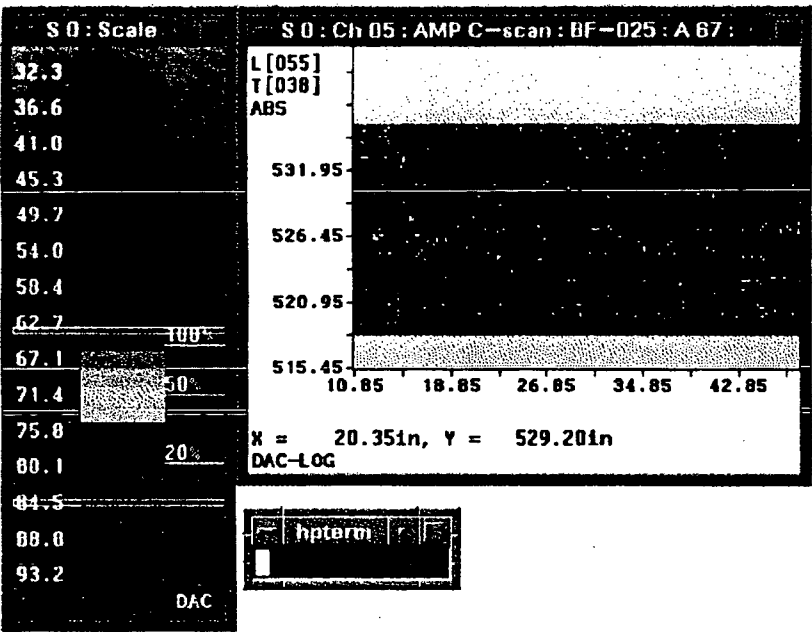 S 0 : Scale
32.3
36.6
41.0
45.3
49.7
54.0
58.4
62.7
100%
67.1
71.4
50%
75.8
80.1
20%
84.5
88.8
93.2
DAC
S 0 : Ch 05 : AMP C-scan : BF-025 : A 67 :
L[055]
T[038]
ABS
531.95
526.45
520.95
515.45
10.85 18.85 26.85 34.85 42.85
X = 20.35in, Y = 529.20in
DAC-LOG
hpterm